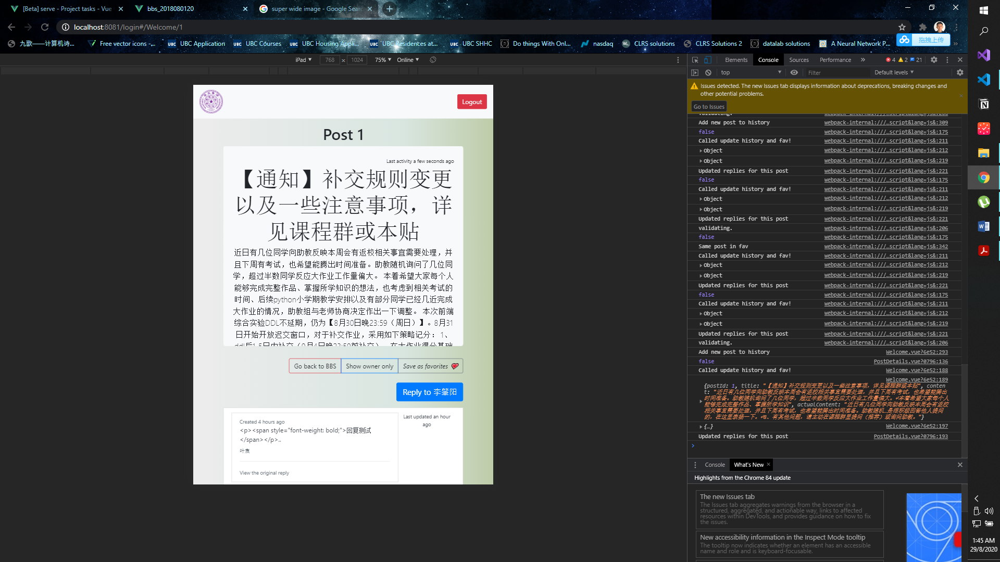 [Beta] serve - Project tasks - Vue
bbs_2018080120
super wide image - Google Sear
localhost:8081/login#/Welcome/1
九歌——计算机诗...
Free vector icons -...
UBC Application
UBC Courses
UBC Housing Appli...
UBC Residences at...
UBC SHHC
Do things With Onl...
nasdaq
CLRS solutions
CLRS Solutions 2
datalab solutions
A Neural Network P...
拖拽上传
iPad
768 x 1024
75%
Online
Logout
Post 1
Last activity a few seconds ago
【通知】补交规则变更
以及一些注意事项，详
见课程群或本贴
近日有几位同学向助教反映本周会有返校相关事宜需要处理，并
且下周有考试，也希望能腾出时间准备。助教随机询问了几位同
学，超过半数同学反应大作业工作量偏大。 本着希望大家每个人
能够完成完整作品、掌握所学知识的想法，也考虑到相关考试的
时间、后续python小学期教学安排以及有部分同学已经几近完成
大作业的情况，助教组与老师协商决定作出一下调整。 本次前端
综合实验DDL不延期，仍为【8月30日晚23:59（周日）】。8月31
日开始开放迟交窗口，对于补交作业，采用如下策略记分： 1、
Go back to BBS
Show owner only
Save as favorites
Reply to 李肇阳
Created 4 hours ago
<p><span style="font-weight: bold;">回复测试
</span></p>..
叶宸
View the original reply
Last updated an hour
ago
Elements
Console
Sources
Performance
4
2
21
top
Filter
Default levels
Issues detected. The new Issues tab displays information about deprecations, breaking changes and
other potential problems.
Go to Issues
validating. webpack-internal:///…script&lang=js&:206
Add new post to history webpack-internal:///…script&lang=js&:309
false webpack-internal:///…script&lang=js&:175
Called update history and fav! webpack-internal:///…script&lang=js&:211
Object webpack-internal:///…script&lang=js&:212
Object webpack-internal:///…script&lang=js&:219
Updated replies for this post webpack-internal:///…script&lang=js&:221
false webpack-internal:///…script&lang=js&:175
Called update history and fav! webpack-internal:///…script&lang=js&:211
Object webpack-internal:///…script&lang=js&:212
Object webpack-internal:///…script&lang=js&:219
Updated replies for this post webpack-internal:///…script&lang=js&:221
validating. webpack-internal:///…script&lang=js&:206
false webpack-internal:///…script&lang=js&:175
Same post in fav webpack-internal:///…script&lang=js&:342
Called update history and fav! webpack-internal:///…script&lang=js&:211
Object webpack-internal:///…script&lang=js&:212
Object webpack-internal:///…script&lang=js&:219
Updated replies for this post webpack-internal:///…script&lang=js&:221
false webpack-internal:///…script&lang=js&:175
Called update history and fav! webpack-internal:///…script&lang=js&:211
Object webpack-internal:///…script&lang=js&:212
Object webpack-internal:///…script&lang=js&:219
Updated replies for this post webpack-internal:///…script&lang=js&:221
validating. webpack-internal:///…script&lang=js&:206
Add new post to history Welcome.vue?6e52:293
false PostDetails.vue?0796:136
Called update history and fav! Welcome.vue?6e52:188
Welcome.vue?6e52:189
{postId: 1, title: "【通知】补交规则变更以及一些注意事项，详见课程群或本贴", conten
t: "近日有几位同学向助教反映本周会有返校相关事宜需要处理，并且下周有考试，也希望能腾出
时间准备。助教随机询问了几位同学，超过半数同学反应大作业工作量偏大。↵本着希望大家每个人
能够完成完整作品、掌握所学知识", actualContent: "近日有几位同学向助教反映本周会有返校
相关事宜需要处理，并且下周有考试，也希望能腾出时间准备。助教随机…是很积极回答他人提问
的，在这里表扬一下。↵8、有其他问题，请主动在课程群里提问（推荐）或询问助教。"}
{…} Welcome.vue?6e52:197
Updated replies for this post PostDetails.vue?0796:193
Console
What's New
Highlights from the Chrome 84 update
The new Issues tab
The Issues tab aggregates warnings from the browser in a
structured, aggregated, and actionable way, links to affected
resources within DevTools, and provides guidance on how to fix
the issues.
New accessibility information in the Inspect Mode tooltip
The tooltip now indicates whether an element has an accessible
name and role and is keyboard-focusable.
1:45 AM
29/8/2020